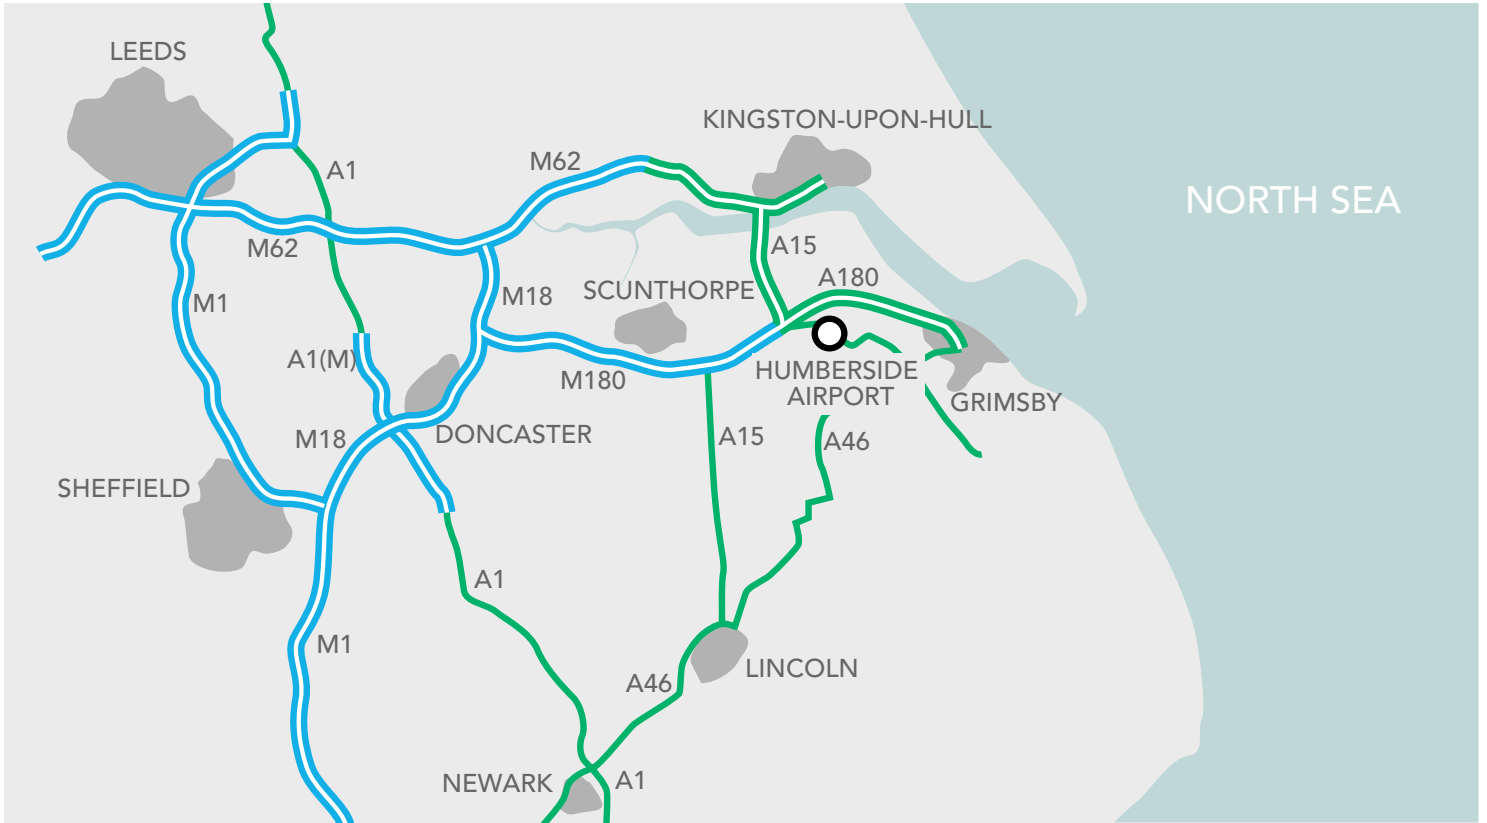 LEEDS
KINGSTON-UPON-HULL
M62
A1
NORTH SEA
M62
A15
A180
SCUNTHORPE
M18
M1
A1(M)
M180
HUMBERSIDE
AIRPORT
GRIMSBY
M18
DONCASTER
A15
A46
SHEFFIELD
A1
M1
LINCOLN
A46
NEWARK
A1